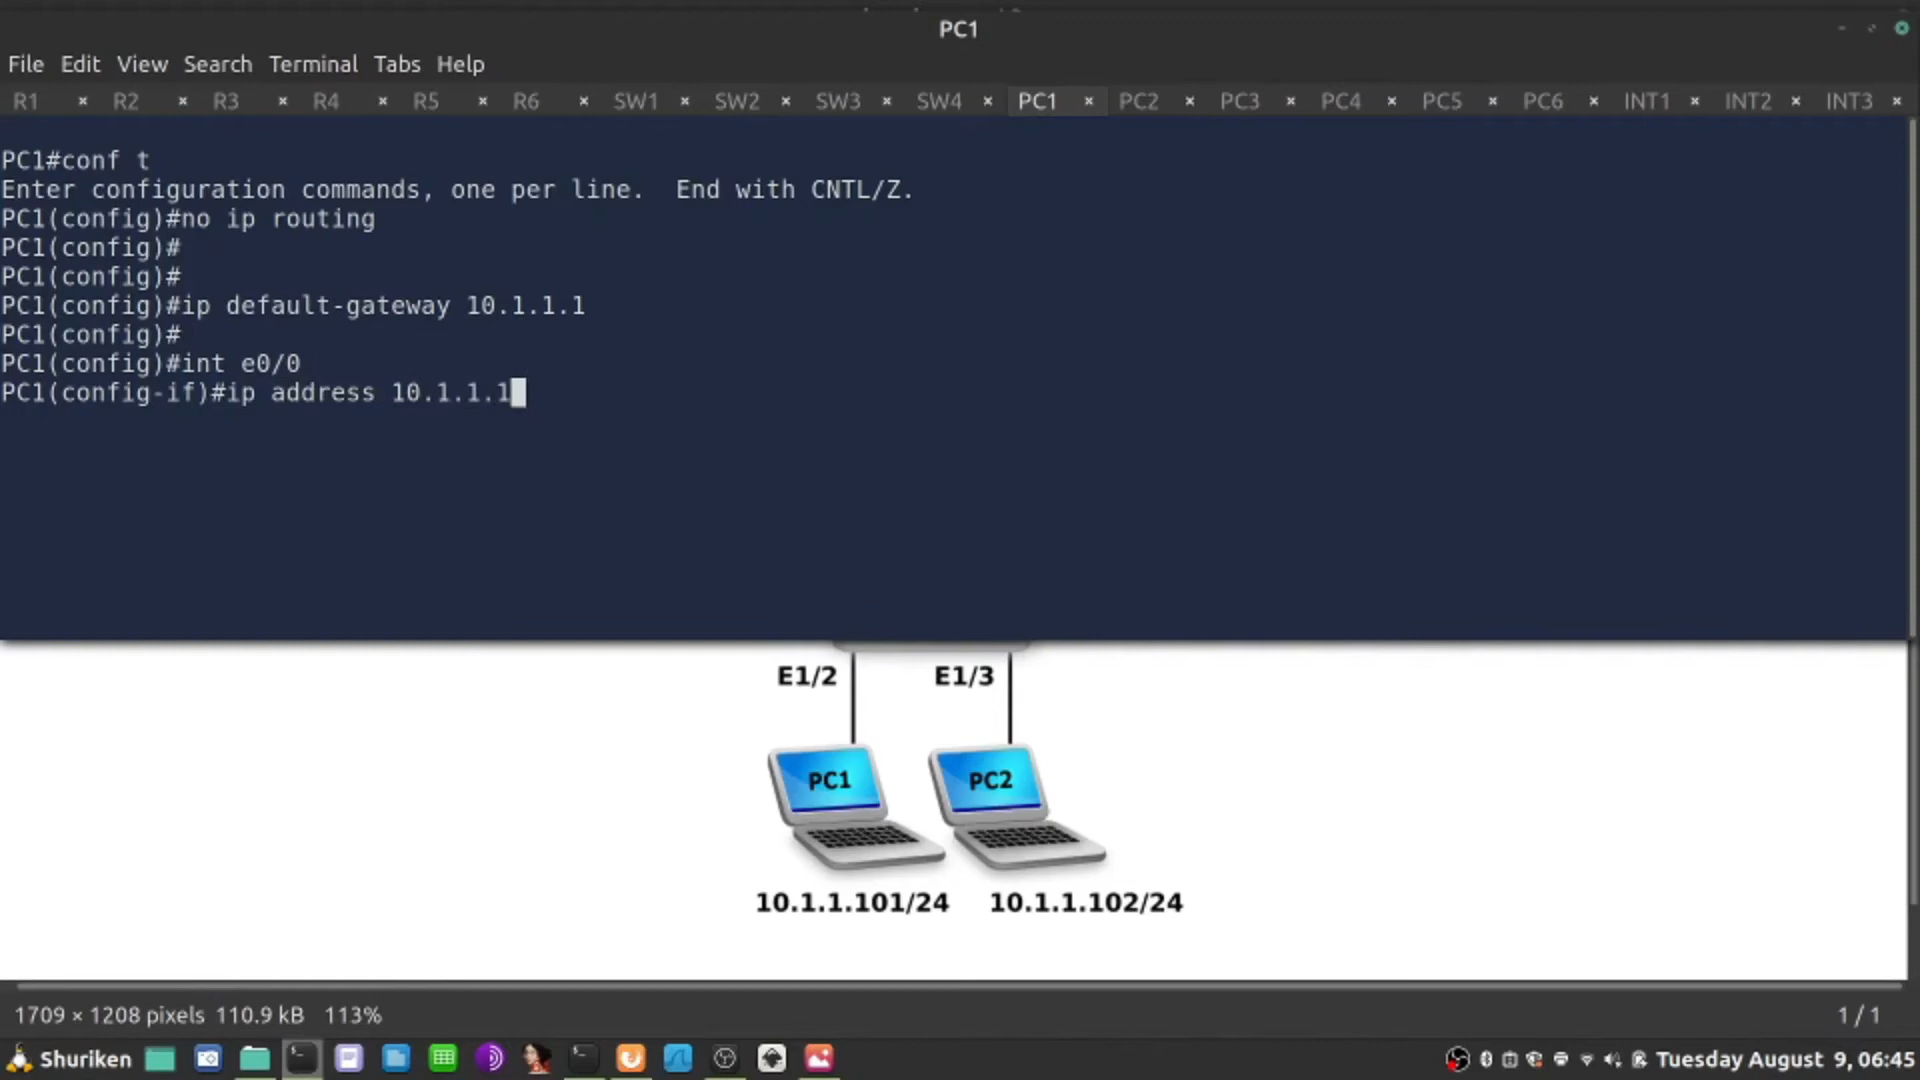 PC1
File Edit View Search Terminal Tabs Help
R1 × R2 × R3 × R4 × R5 × R6 × SW1 × SW2 × SW3 × SW4 × PC1 × PC2 × PC3 × PC4 × PC5 × PC6 × INT1 × INT2 × INT3 ×
PC1#conf t
Enter configuration commands, one per line.  End with CNTL/Z.
PC1(config)#no ip routing
PC1(config)#
PC1(config)#
PC1(config)#ip default-gateway 10.1.1.1
PC1(config)#
PC1(config)#int e0/0
PC1(config-if)#ip address 10.1.1.1
E1/2 E1/3
PC1 PC2
10.1.1.101/24 10.1.1.102/24
1709 × 1208 pixels 110.9 kB 113% 1 / 1
Shuriken Tuesday August 9, 06:45